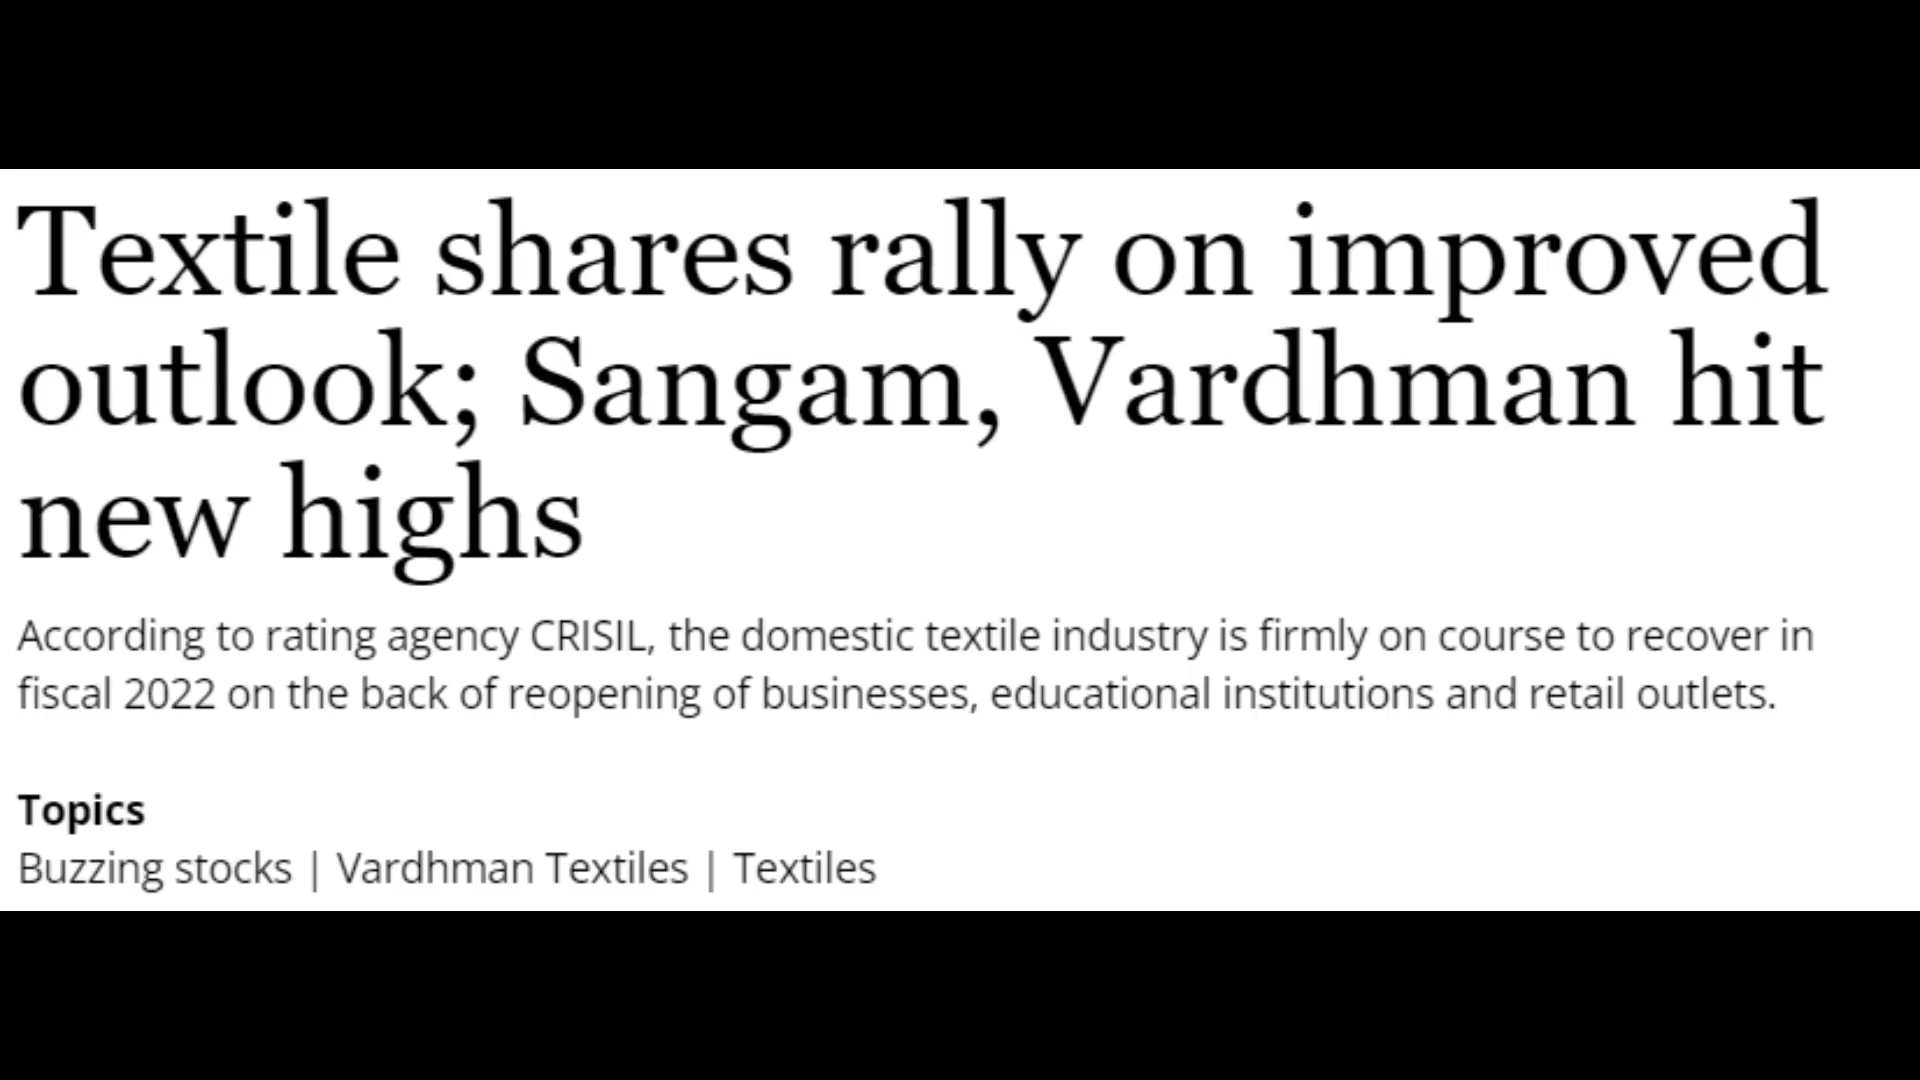 Textile shares rally on improved
outlook; Sangam, Vardhman hit
new highs
According to rating agency CRISIL, the domestic textile industry is firmly on course to recover in
fiscal 2022 on the back of reopening of businesses, educational institutions and retail outlets.
Topics
Buzzing stocks | Vardhman Textiles | Textiles